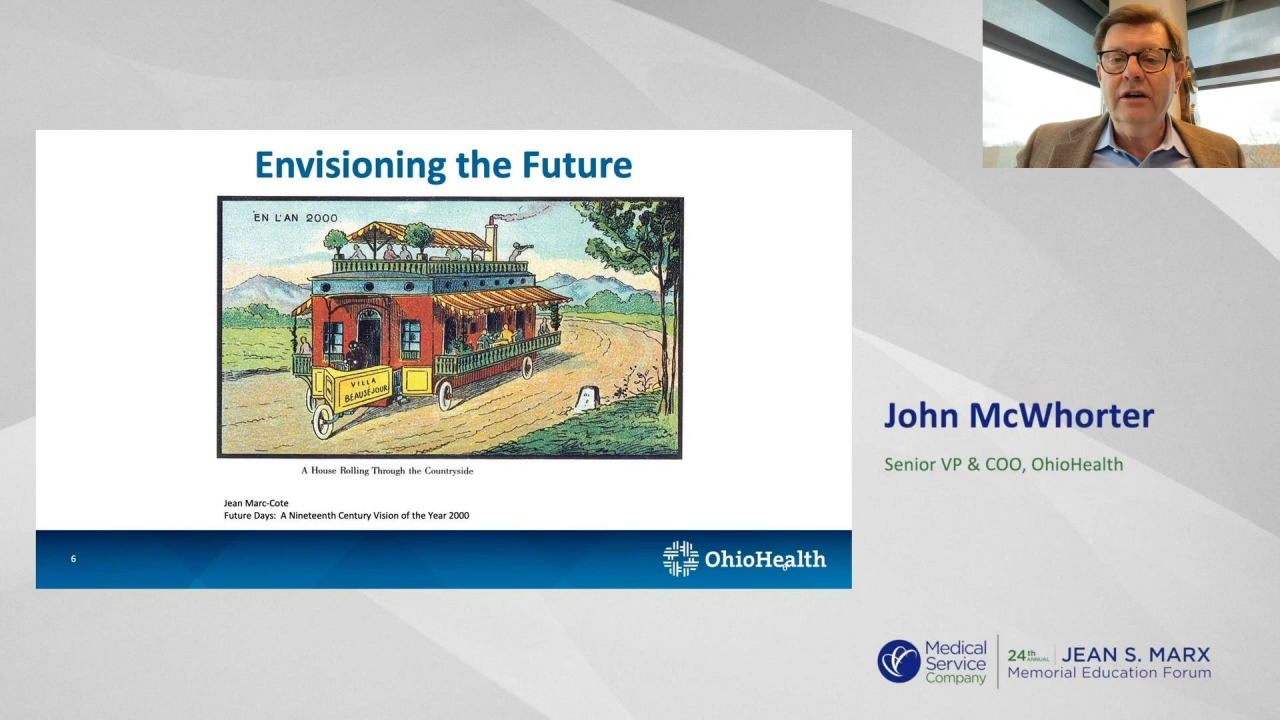 Envisioning the Future
EN L'AN 2000
VILLA
BEAUSÉJOUR
A House Rolling Through the Countryside
Jean Marc-Cote
Future Days: A Nineteenth Century Vision of the Year 2000
6
OhioHealth
6
John McWhorter
Senior VP & COO, OhioHealth
Medical
Service
Company
24th ANNUAL JEAN S. MARX
Memorial Education Forum